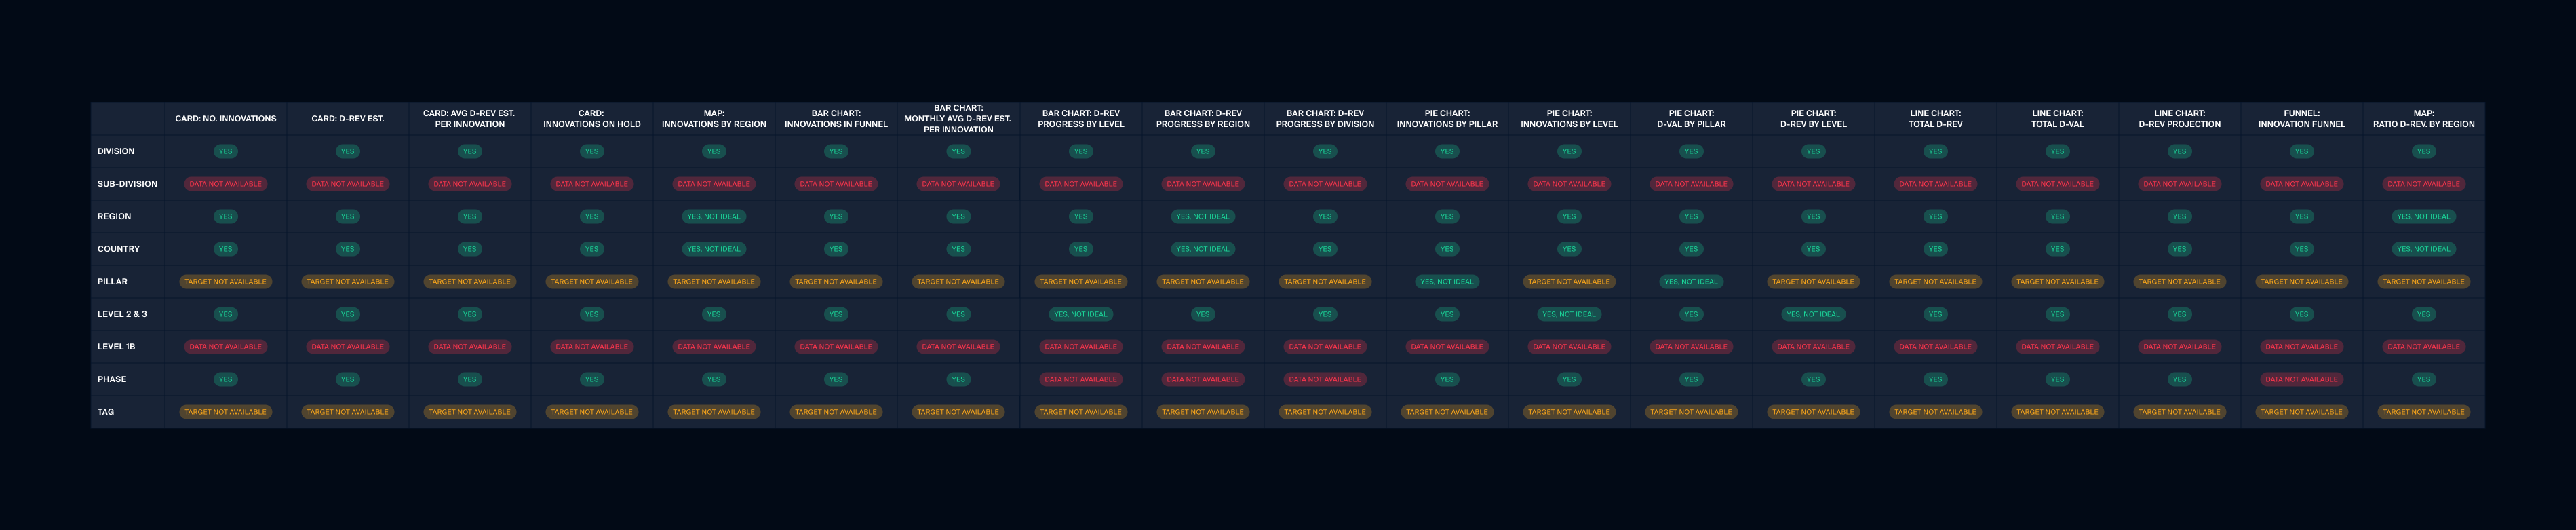 CARD: NO. INNOVATIONS CARD: D-REV EST. CARD: AVG D-REV EST. PER INNOVATION CARD: INNOVATIONS ON HOLD MAP: INNOVATIONS BY REGION BAR CHART: INNOVATIONS IN FUNNEL BAR CHART: MONTHLY AVG D-REV EST. PER INNOVATION BAR CHART: D-REV PROGRESS BY LEVEL BAR CHART: D-REV PROGRESS BY REGION BAR CHART: D-REV PROGRESS BY DIVISION PIE CHART: INNOVATIONS BY PILLAR PIE CHART: INNOVATIONS BY LEVEL PIE CHART: D-VAL BY PILLAR PIE CHART: D-REV BY LEVEL LINE CHART: TOTAL D-REV LINE CHART: TOTAL D-VAL LINE CHART: D-REV PROJECTION FUNNEL: INNOVATION FUNNEL MAP: RATIO D-REV. BY REGION
DIVISION YES YES YES YES YES YES YES YES YES YES YES YES YES YES YES YES YES YES YES
SUB-DIVISION DATA NOT AVAILABLE DATA NOT AVAILABLE DATA NOT AVAILABLE DATA NOT AVAILABLE DATA NOT AVAILABLE DATA NOT AVAILABLE DATA NOT AVAILABLE DATA NOT AVAILABLE DATA NOT AVAILABLE DATA NOT AVAILABLE DATA NOT AVAILABLE DATA NOT AVAILABLE DATA NOT AVAILABLE DATA NOT AVAILABLE DATA NOT AVAILABLE DATA NOT AVAILABLE DATA NOT AVAILABLE DATA NOT AVAILABLE DATA NOT AVAILABLE
REGION YES YES YES YES YES, NOT IDEAL YES YES YES YES, NOT IDEAL YES YES YES YES YES YES YES YES YES YES, NOT IDEAL
COUNTRY YES YES YES YES YES, NOT IDEAL YES YES YES YES, NOT IDEAL YES YES YES YES YES YES YES YES YES YES, NOT IDEAL
PILLAR TARGET NOT AVAILABLE TARGET NOT AVAILABLE TARGET NOT AVAILABLE TARGET NOT AVAILABLE TARGET NOT AVAILABLE TARGET NOT AVAILABLE TARGET NOT AVAILABLE TARGET NOT AVAILABLE TARGET NOT AVAILABLE TARGET NOT AVAILABLE YES, NOT IDEAL TARGET NOT AVAILABLE YES, NOT IDEAL TARGET NOT AVAILABLE TARGET NOT AVAILABLE TARGET NOT AVAILABLE TARGET NOT AVAILABLE TARGET NOT AVAILABLE TARGET NOT AVAILABLE
LEVEL 2 & 3 YES YES YES YES YES YES YES YES, NOT IDEAL YES YES YES YES, NOT IDEAL YES YES, NOT IDEAL YES YES YES YES YES
LEVEL 1B DATA NOT AVAILABLE DATA NOT AVAILABLE DATA NOT AVAILABLE DATA NOT AVAILABLE DATA NOT AVAILABLE DATA NOT AVAILABLE DATA NOT AVAILABLE DATA NOT AVAILABLE DATA NOT AVAILABLE DATA NOT AVAILABLE DATA NOT AVAILABLE DATA NOT AVAILABLE DATA NOT AVAILABLE DATA NOT AVAILABLE DATA NOT AVAILABLE DATA NOT AVAILABLE DATA NOT AVAILABLE DATA NOT AVAILABLE DATA NOT AVAILABLE
PHASE YES YES YES YES YES YES YES DATA NOT AVAILABLE DATA NOT AVAILABLE DATA NOT AVAILABLE YES YES YES YES YES YES YES DATA NOT AVAILABLE YES
TAG TARGET NOT AVAILABLE TARGET NOT AVAILABLE TARGET NOT AVAILABLE TARGET NOT AVAILABLE TARGET NOT AVAILABLE TARGET NOT AVAILABLE TARGET NOT AVAILABLE TARGET NOT AVAILABLE TARGET NOT AVAILABLE TARGET NOT AVAILABLE TARGET NOT AVAILABLE TARGET NOT AVAILABLE TARGET NOT AVAILABLE TARGET NOT AVAILABLE TARGET NOT AVAILABLE TARGET NOT AVAILABLE TARGET NOT AVAILABLE TARGET NOT AVAILABLE TARGET NOT AVAILABLE